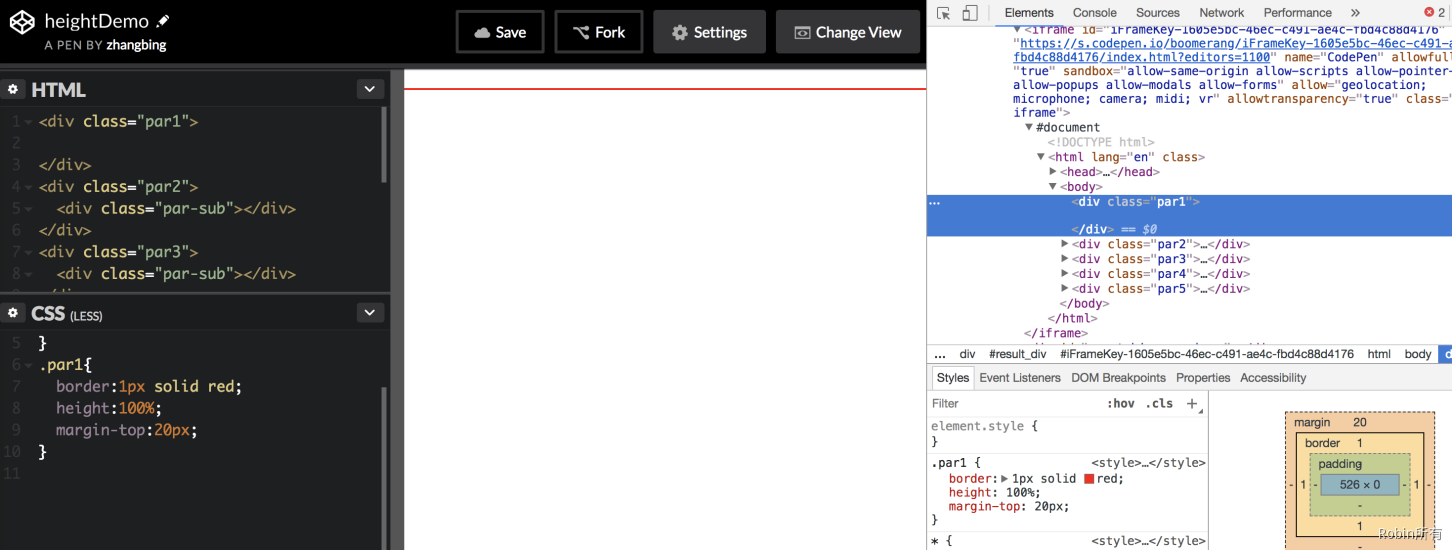 heightDemo
A PEN BY zhangbing
Save
Fork
Settings
Change View
HTML
1 <div class="par1">
2
3 </div>
4 <div class="par2">
5 <div class="par-sub"></div>
6 </div>
7 <div class="par3">
8 <div class="par-sub"></div>
CSS (LESS)
5 }
6 .par1{
7 border:1px solid red;
8 height:100%;
9 margin-top:20px;
10 }
11
Elements Console Sources Network Performance » 2
<iframe id="iFrameKey-1605e5bc-46ec-c491-ae4c-fbd4c88d4176"
"https://s.codepen.io/boomerang/iFrameKey-1605e5bc-46ec-c491-a
fbd4c88d4176/index.html?editors=1100" name="CodePen" allowfull
"true" sandbox="allow-same-origin allow-scripts allow-pointer-
allow-popups allow-modals allow-forms" allow="geolocation;
microphone; camera; midi; vr" allowtransparency="true" class="
iframe">
#document
<!DOCTYPE html>
<html lang="en" class>
<head>…</head>
<body>
... <div class="par1">
</div> == $0
<div class="par2">…</div>
<div class="par3">…</div>
<div class="par4">…</div>
<div class="par5">…</div>
</body>
</html>
</iframe>
... div #result_div #iFrameKey-1605e5bc-46ec-c491-ae4c-fbd4c88d4176 html body d
Styles Event Listeners DOM Breakpoints Properties Accessibility
Filter :hov .cls +
element.style {
}
.par1 { <style>…</style>
border: 1px solid red;
height: 100%;
margin-top: 20px;
}
* { <style>…</style>
margin 20
border 1
padding -
- 1 - 526 × 0 - 1 -
-
1
-
Robin所有